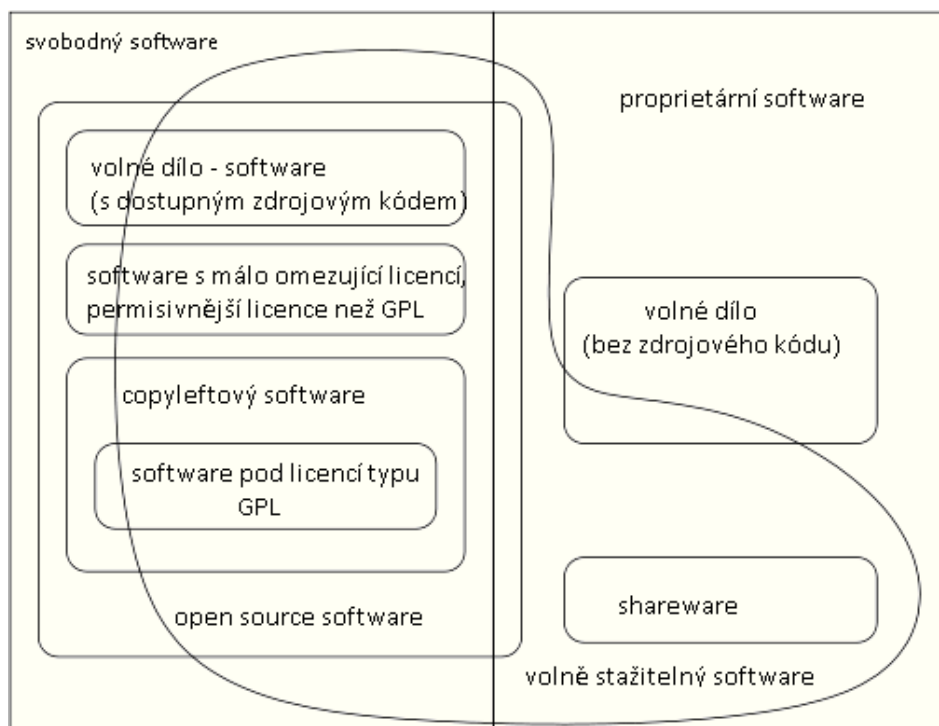 svobodný software
proprietární software
volné dílo - software
(s dostupným zdrojovým kódem)
software s málo omezující licencí,
permisivnější licence než GPL
volné dílo
(bez zdrojového kódu)
copyleftový software
software pod licencí typu
GPL
shareware
open source software
volně stažitelný software